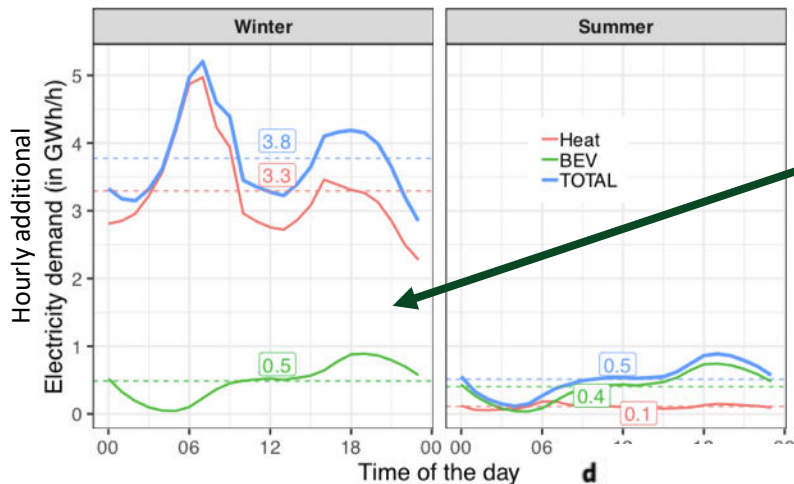 Winter
Summer
Hourly additional
Electricity demand (in GWh/h)
5
4
3
2
1
0
3.8
3.3
0.5
Heat
BEV
TOTAL
0.5
0.4
0.1
00
06
12
18
00
00
06
Time of the day
d